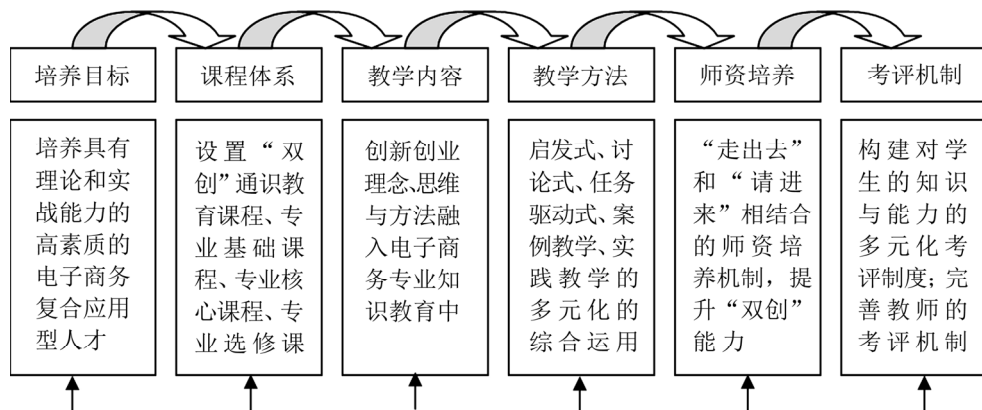 培养目标
课程体系
教学内容
教学方法
师资培养
考评机制
培养具有
理论和实
战能力的
高素质的
电子商务
复合应用
型人才
设置“双
创”通识教
育课程、专
业基础课
程、专业核
心课程、专
业选修课
创新创业
理念、思维
与方法融
入电子商
务专业知
识教育中
启发式、讨
论式、任务
驱动式、案
例教学、实
践教学的
多元化的
综合运用
“走出去”
和“请进
来”相结合
的师资培
养机制，提
升“双创”
能力
构建对学
生的知识
与能力的
多元化考
评制度；完
善教师的
考评机制